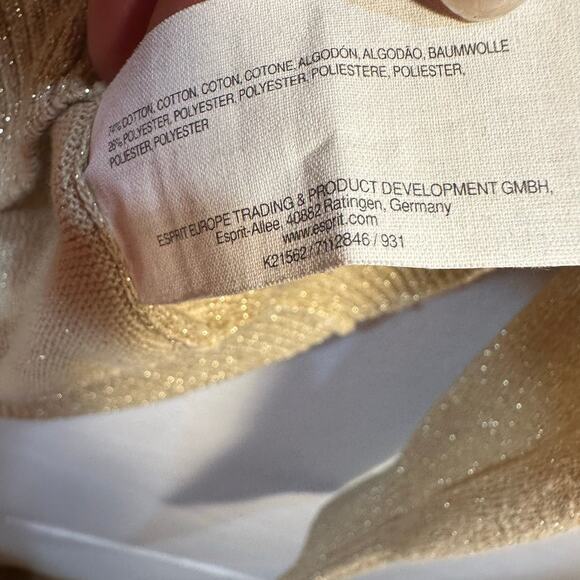 74% COTTON, COTTON, COTON, COTONE, ALGODÓN, ALGODÃO, BAUMWOLLE
26% POLYESTER, POLYESTER, POLYESTER, POLIESTERE, POLIESTER,
POLIÉSTER, POLYESTER
ESPRIT EUROPE TRADING & PRODUCT DEVELOPMENT GMBH,
Esprit-Allee, 40882 Ratingen, Germany
www.esprit.com
K21562 / 7112846 / 931